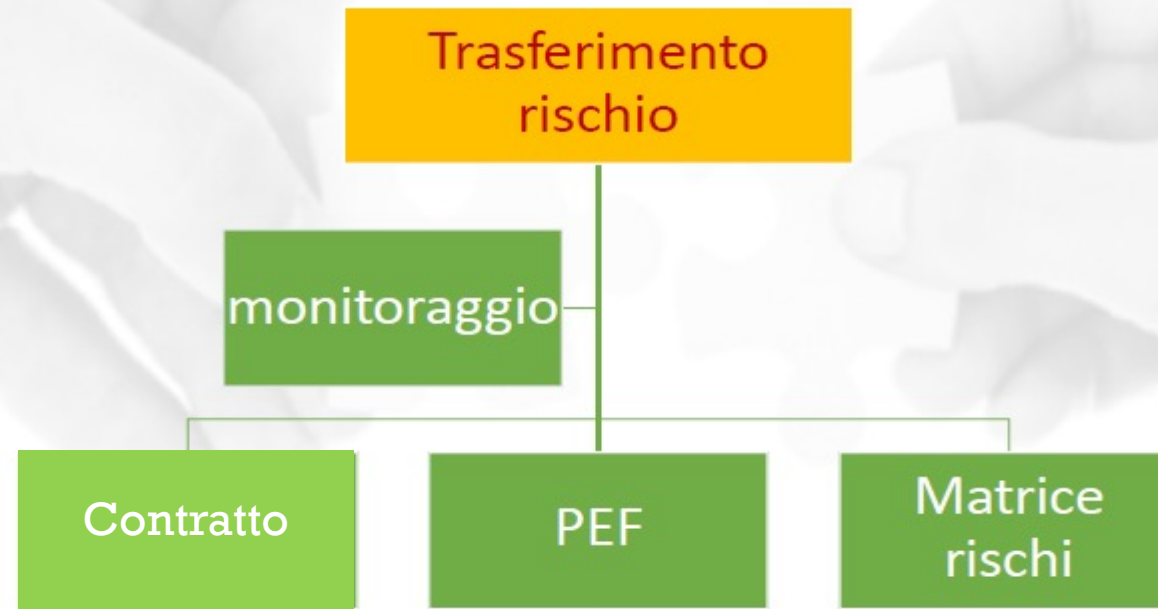 Trasferimento
rischio
monitoraggio
Contratto
PEF
Matrice
rischi